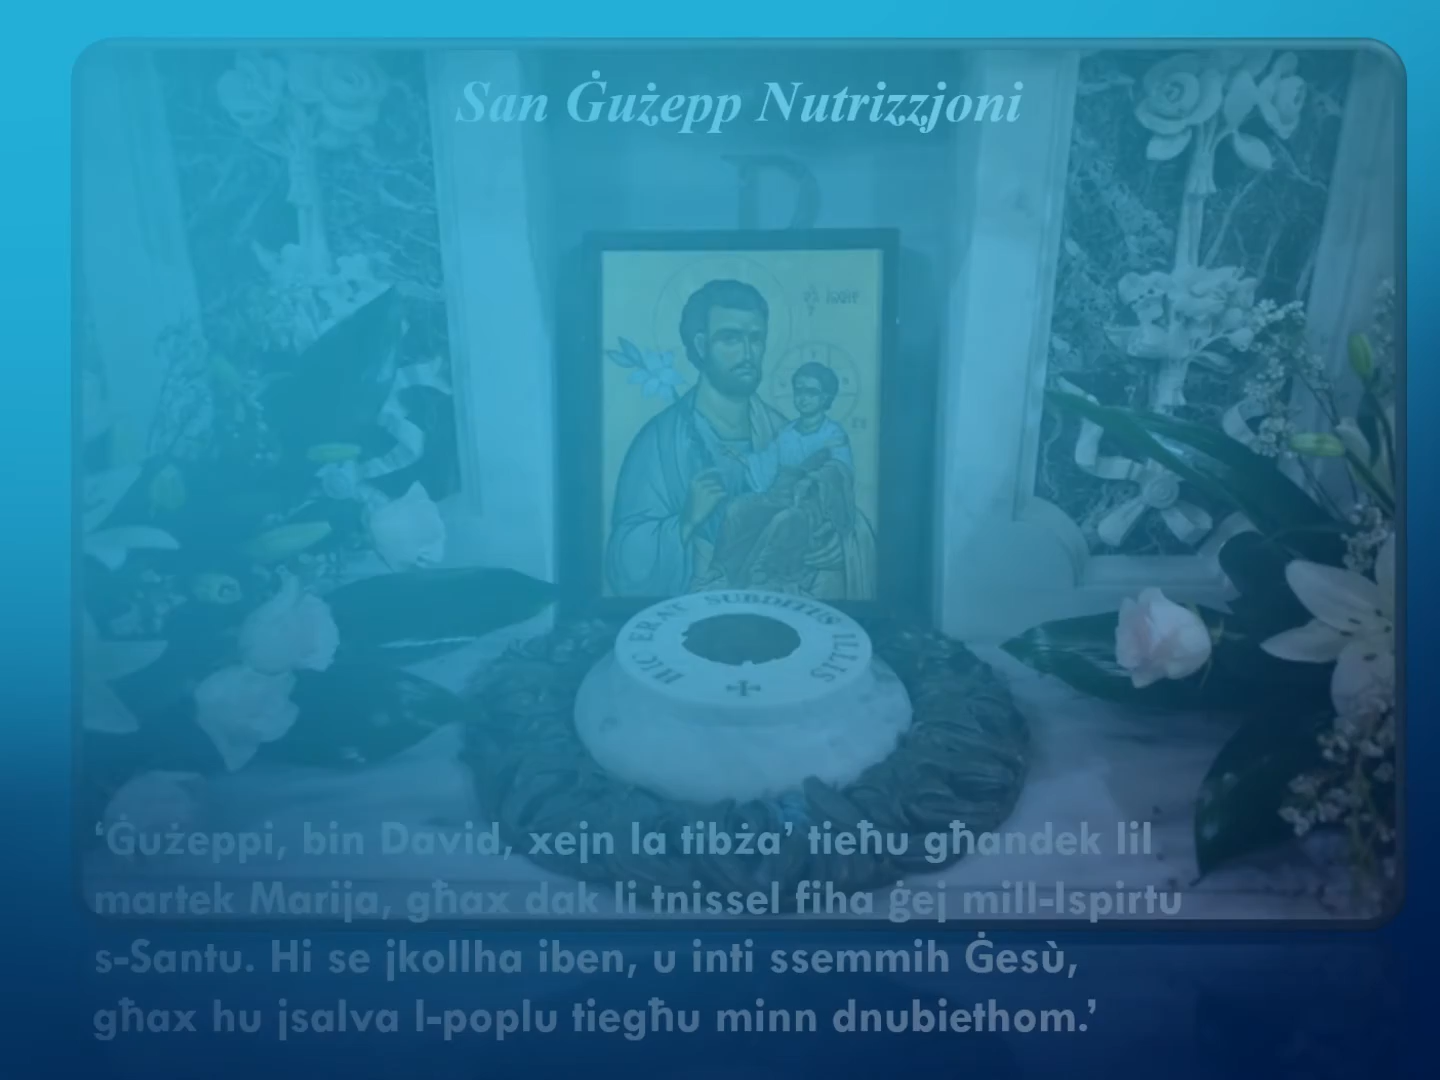 San Ġużepp Nutrizzjoni
HIC ERAT SUBDITUS ILLIS
‘Ġużeppi, bin David, xejn la tibża’ tieħu għandek lil
martek Marija, għax dak li tnissel fiha ġej mill-Ispirtu
s-Santu. Hi se jkollha iben, u inti ssemmih Ġesù,
għax hu jsalva l-poplu tiegħu minn dnubiethom.’